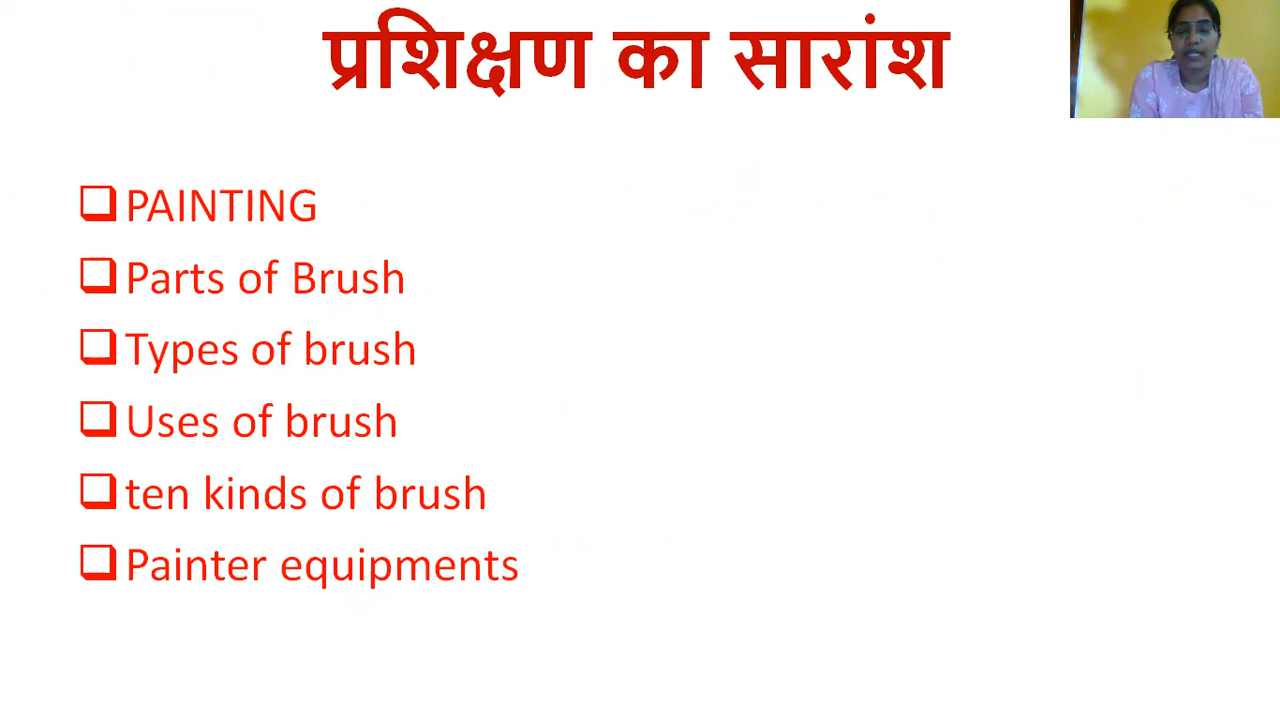 प्रशिक्षण का सारांश
PAINTING
Parts of Brush
Types of brush
Uses of brush
ten kinds of brush
Painter equipments